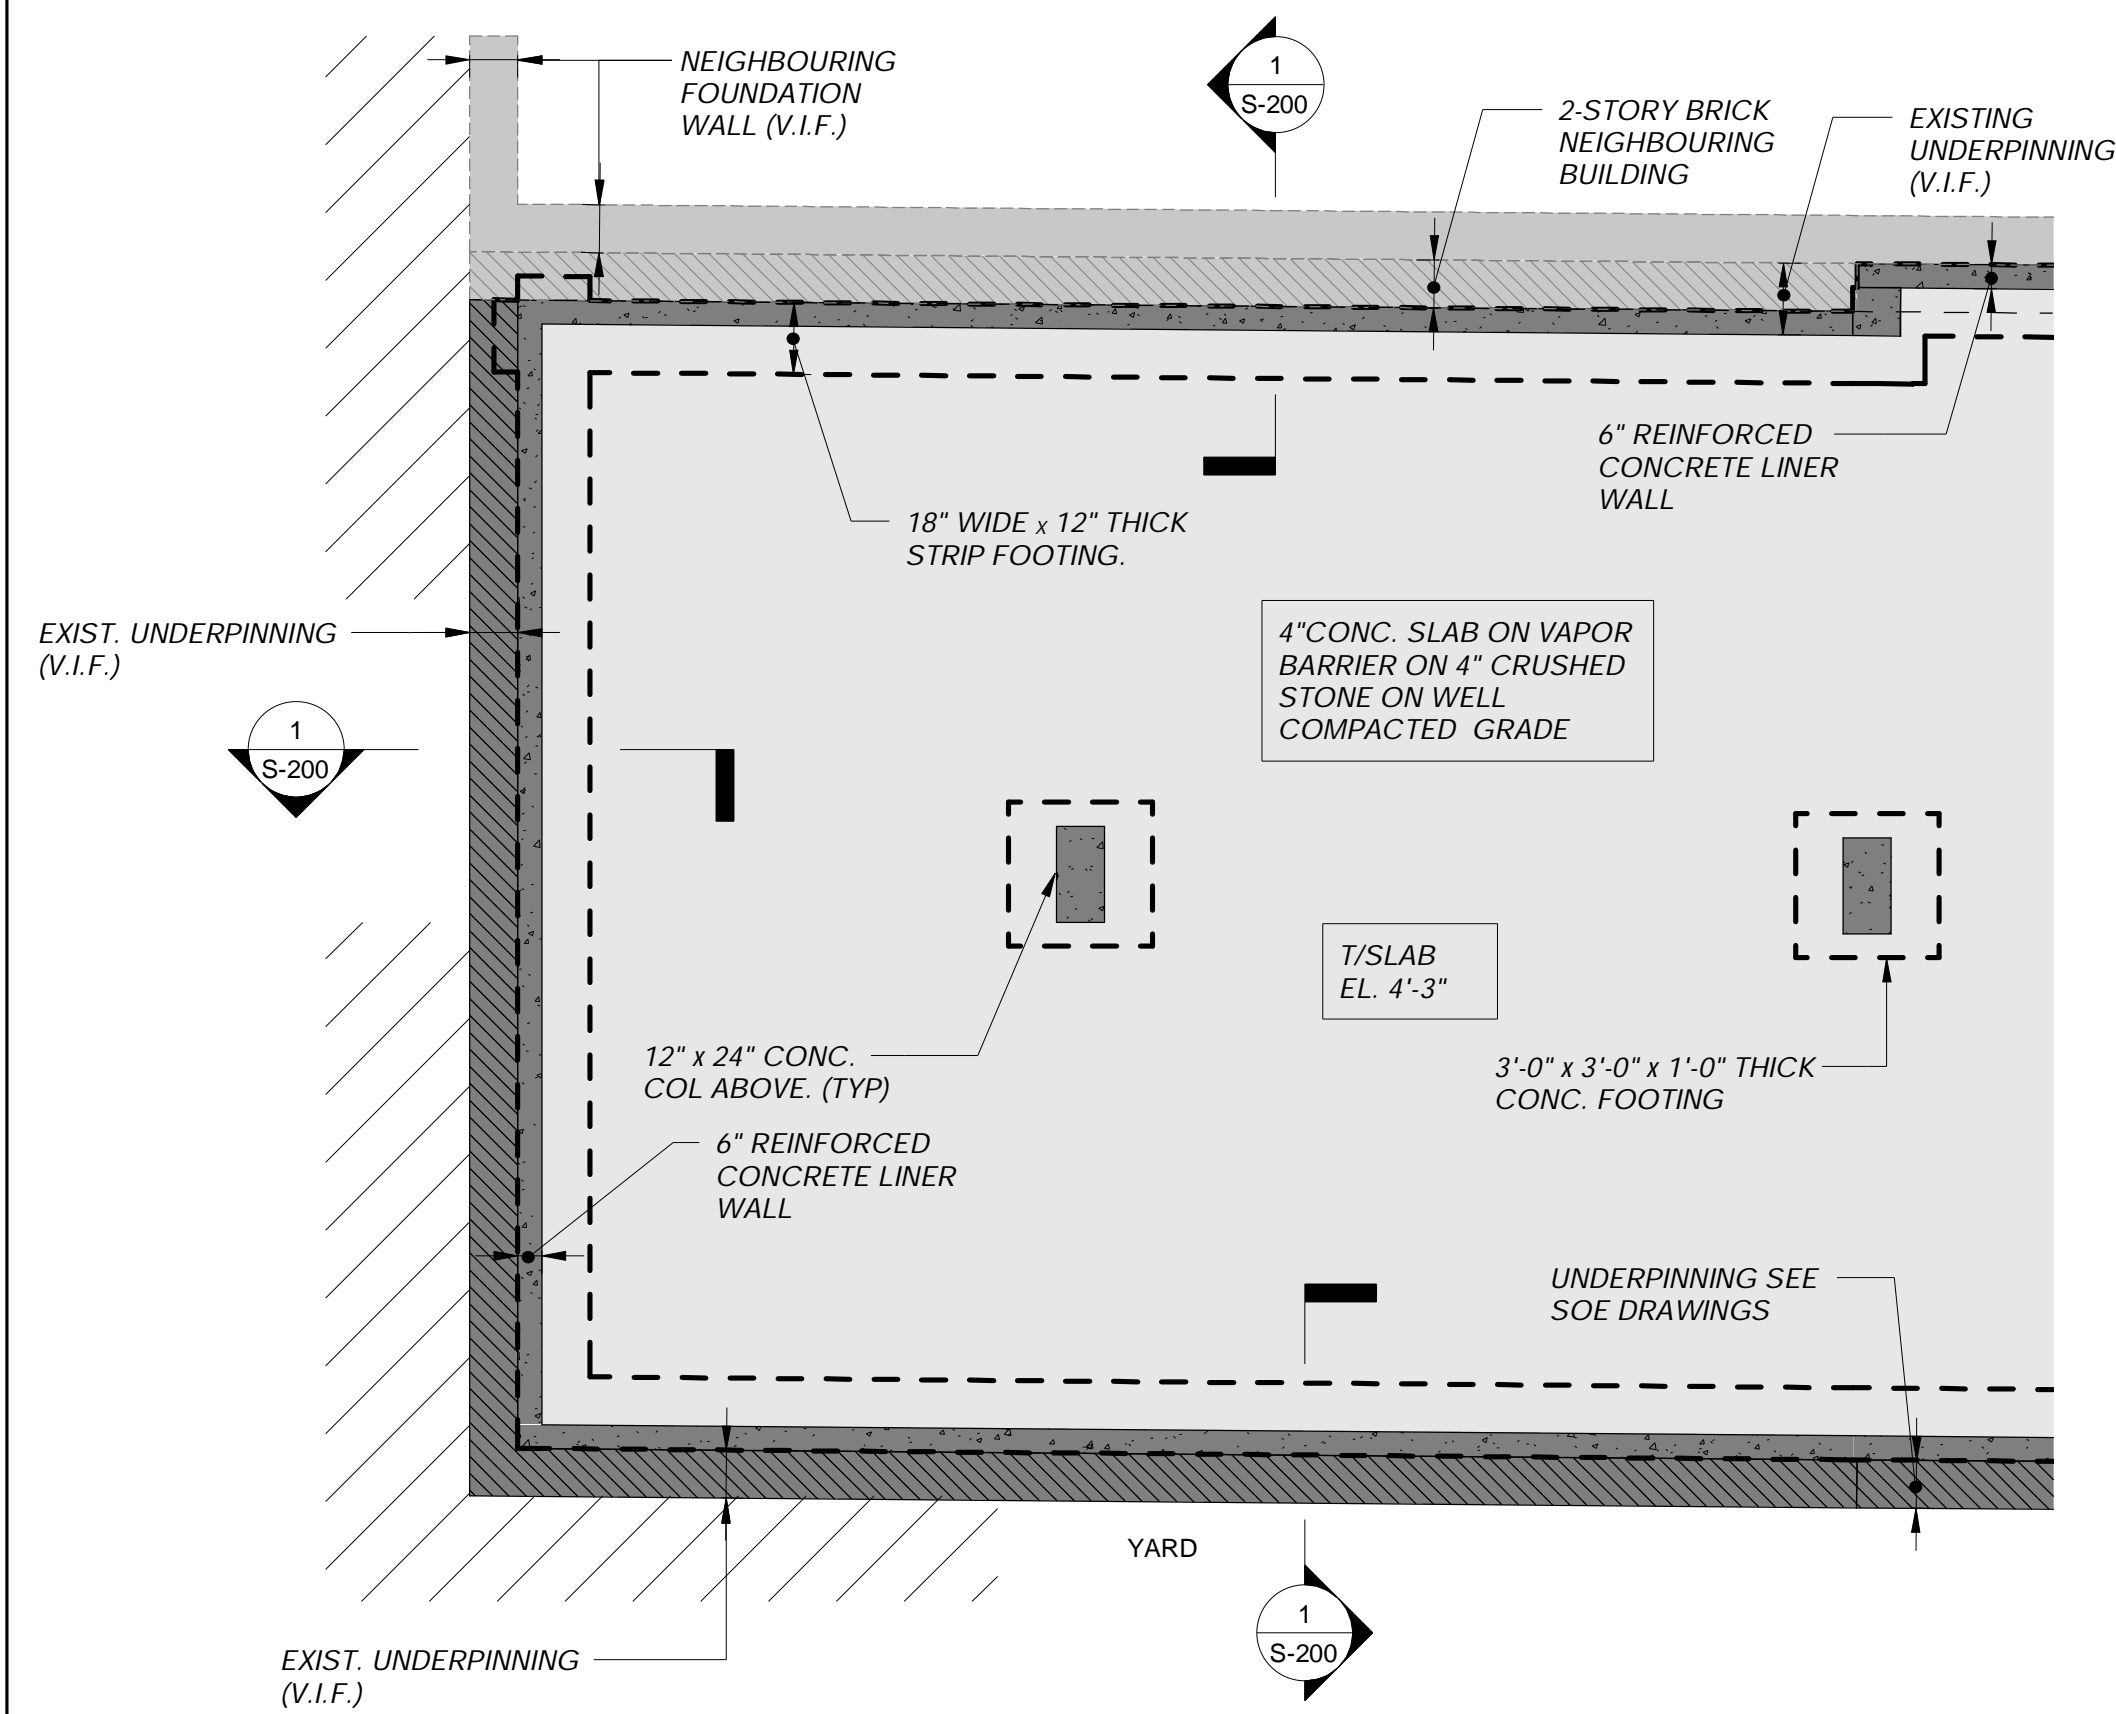 NEIGHBOURING
FOUNDATION
WALL (V.I.F.)
1
S-200
2-STORY BRICK
NEIGHBOURING
BUILDING
EXISTING
UNDERPINNING
(V.I.F.)
6" REINFORCED
CONCRETE LINER
WALL
18" WIDE x 12" THICK
STRIP FOOTING.
EXIST. UNDERPINNING
(V.I.F.)
4"CONC. SLAB ON VAPOR
BARRIER ON 4" CRUSHED
STONE ON WELL
COMPACTED GRADE
1
S-200
T/SLAB
EL. 4'-3"
12" x 24" CONC.
COL ABOVE. (TYP)
3'-0" x 3'-0" x 1'-0" THICK
CONC. FOOTING
6" REINFORCED
CONCRETE LINER
WALL
UNDERPINNING SEE
SOE DRAWINGS
YARD
1
S-200
EXIST. UNDERPINNING
(V.I.F.)